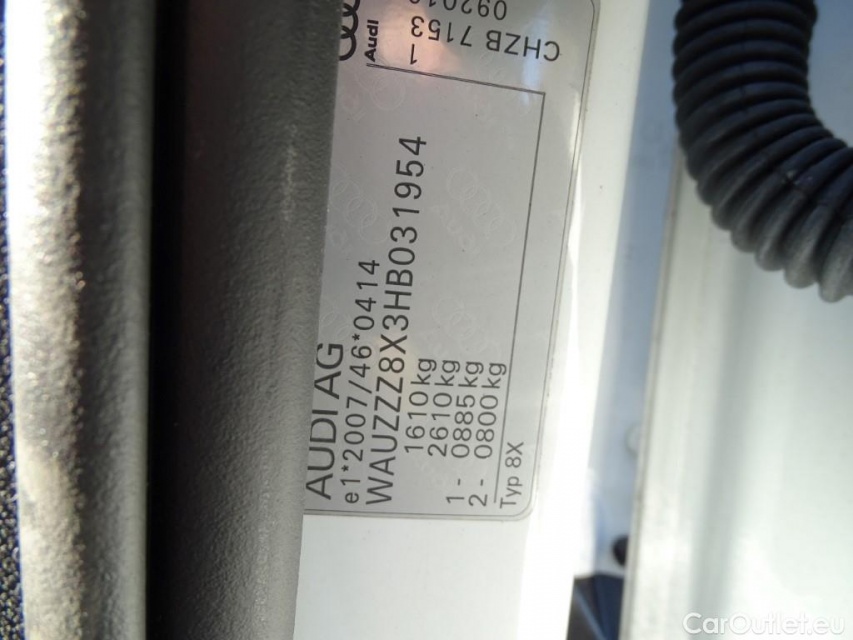 AUDI AG
e1*2007/46*0414
WAUZZZ8X3HB031954
1610kg
2610kg
1- 0885kg
2- 0800kg
Typ 8X
Audi
1
CHZB 7153
CarOutlet.eu